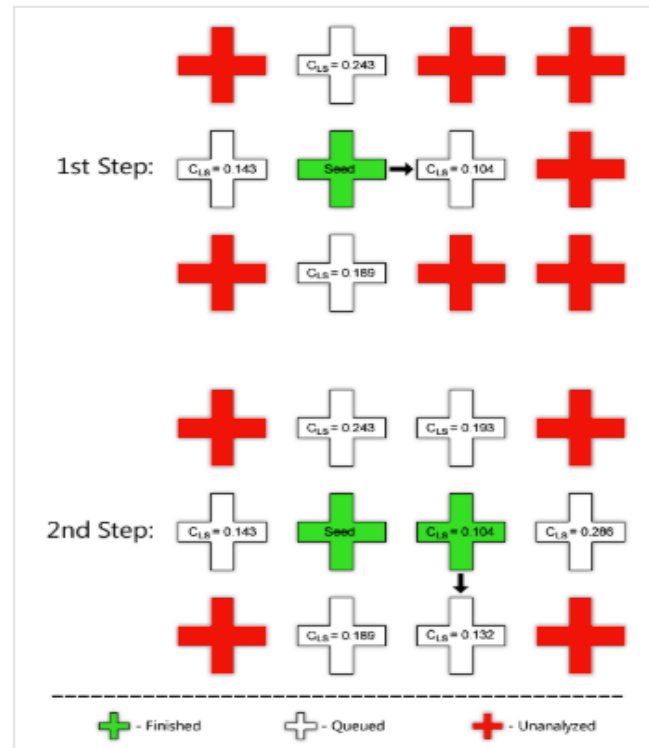 C_LS = 0.243
1st Step:
C_LS = 0.143
Seed
C_LS = 0.104
C_LS = 0.189
C_LS = 0.243
C_LS = 0.193
2nd Step:
C_LS = 0.143
Seed
C_LS = 0.104
C_LS = 0.286
C_LS = 0.189
C_LS = 0.132
- Finished
- Queued
- Unanalyzed